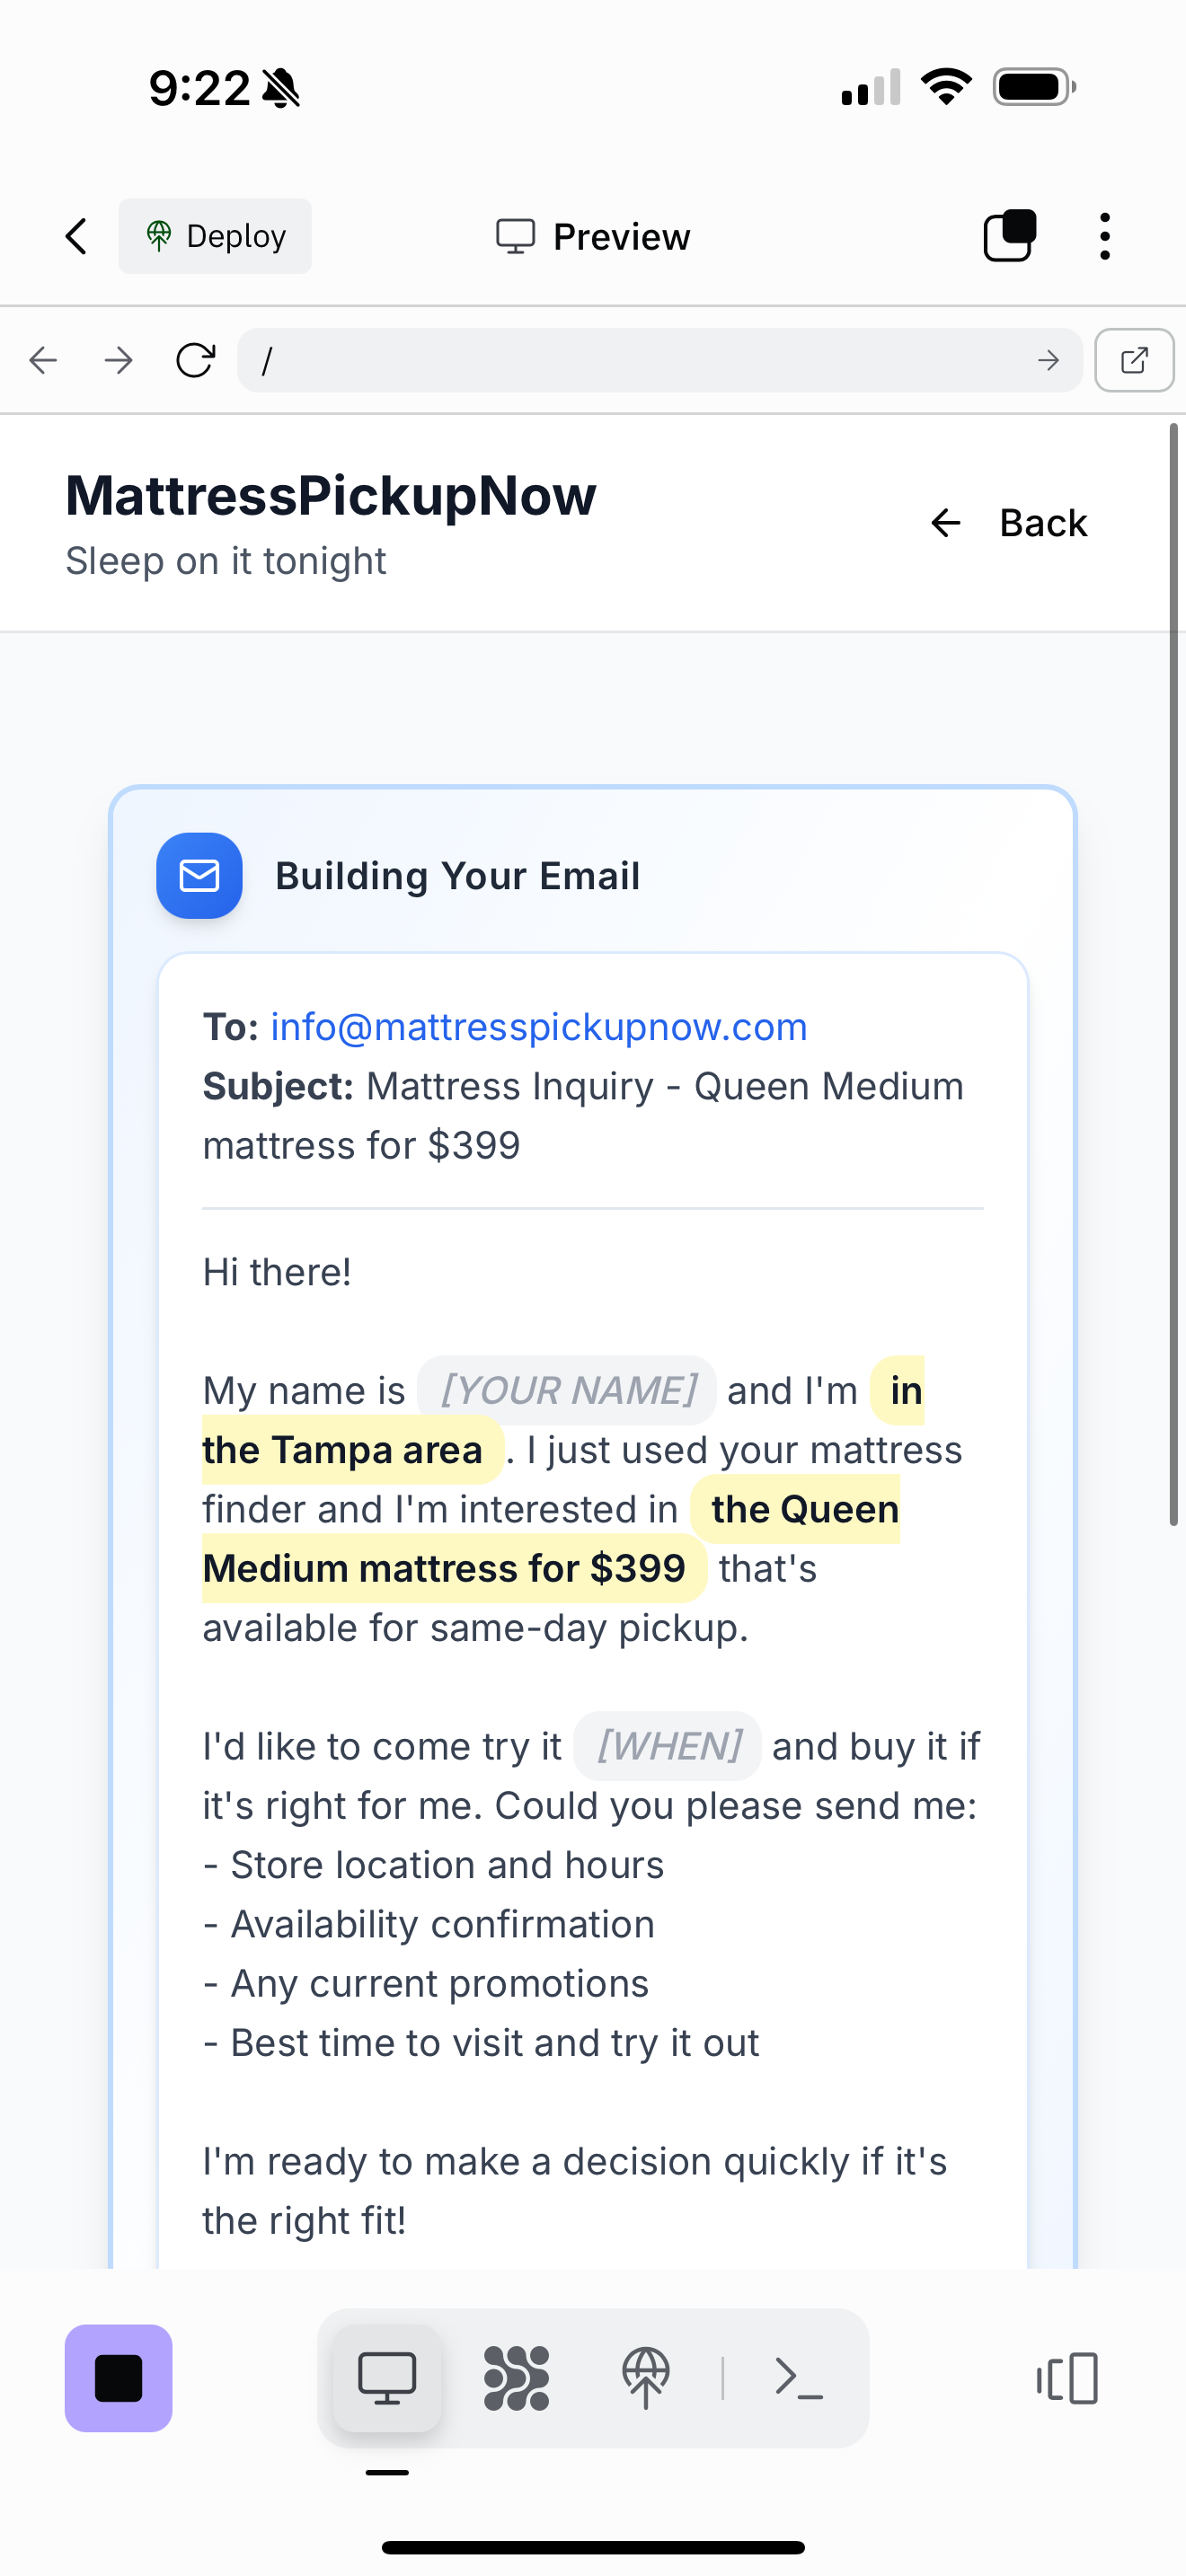 9:22
Deploy
Preview
/
MattressPickupNow
Sleep on it tonight
Back
Building Your Email
To: info@mattresspickupnow.com
Subject: Mattress Inquiry - Queen Medium
mattress for $399
Hi there!
My name is [YOUR NAME] and I'm in
the Tampa area . I just used your mattress
finder and I'm interested in the Queen
Medium mattress for $399 that's
available for same-day pickup.
I'd like to come try it [WHEN] and buy it if
it's right for me. Could you please send me:
- Store location and hours
- Availability confirmation
- Any current promotions
- Best time to visit and try it out
I'm ready to make a decision quickly if it's
the right fit!